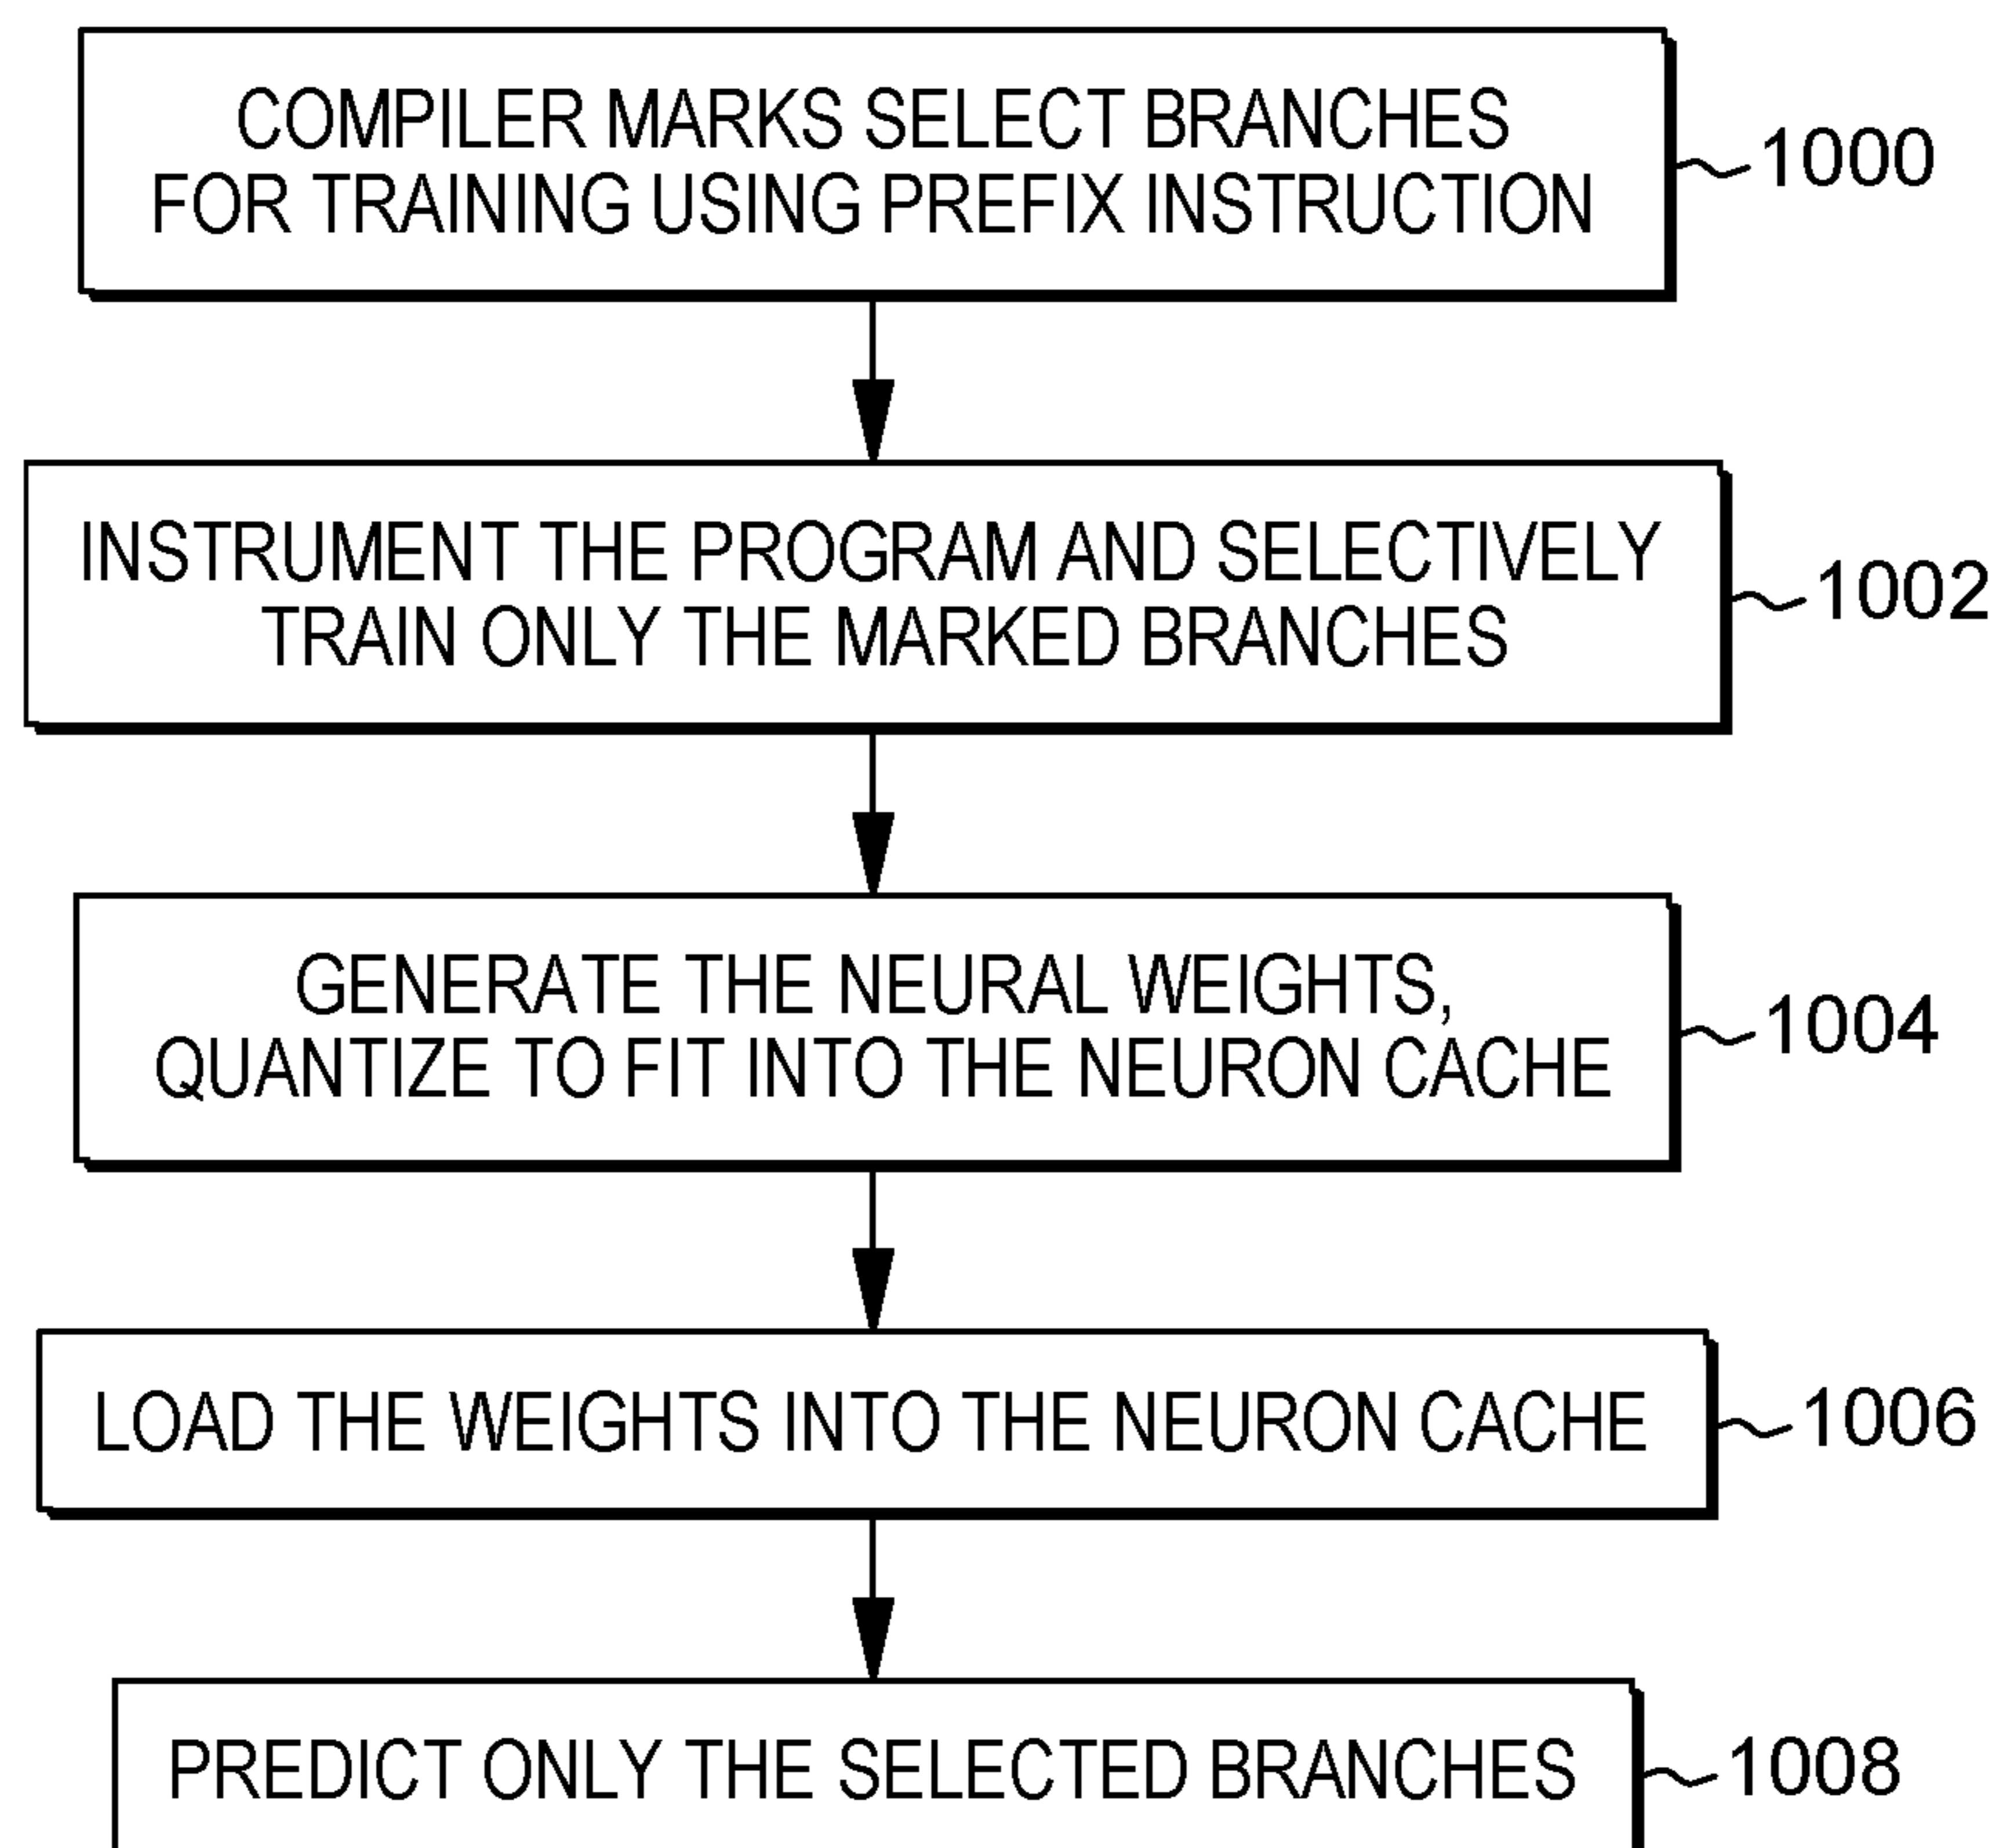 COMPILER MARKS SELECT BRANCHES
FOR TRAINING USING PREFIX INSTRUCTION
1000
INSTRUMENT THE PROGRAM AND SELECTIVELY
TRAIN ONLY THE MARKED BRANCHES
1002
GENERATE THE NEURAL WEIGHTS,
QUANTIZE TO FIT INTO THE NEURON CACHE
1004
LOAD THE WEIGHTS INTO THE NEURON CACHE
1006
PREDICT ONLY THE SELECTED BRANCHES
1008